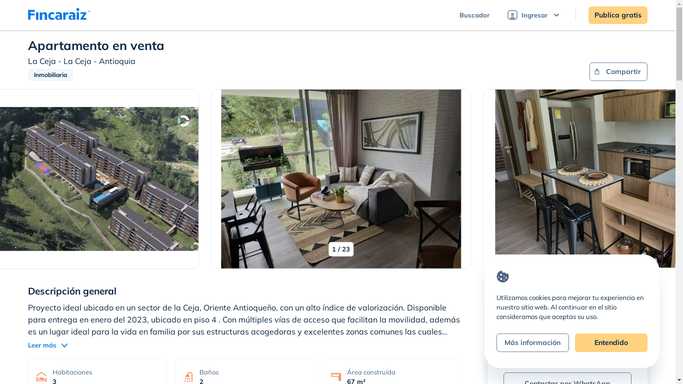 Fincaraiz
Buscador
Ingresar
Publica gratis
Apartamento en venta
La Ceja - La Ceja - Antioquia
Inmobiliaria
Compartir
1 / 23
Descripción general
Proyecto ideal ubicado en un sector de la Ceja, Oriente Antioqueño, con un alto índice de valorización. Disponible
para entrega en enero del 2023, ubicado en piso 4 . Con múltiples vías de acceso que facilitan la movilidad, además
es un lugar ideal para la vida en familia por sus estructuras acogedoras y excelentes zonas comunes las cuales...
Leer más
Habitaciones
3
Baños
2
Área construida
67 m²
Utilizamos cookies para mejorar tu experiencia en
nuestro sitio web. Al continuar en el sitio
consideramos que aceptas su uso.
Más información
Entendido
Contactar por WhatsApp